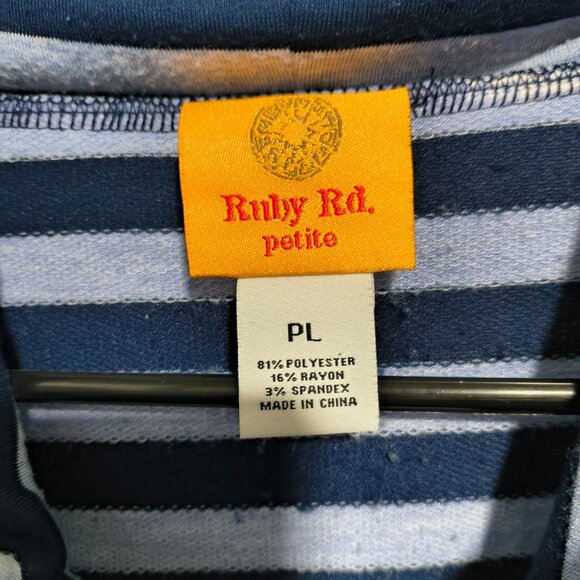 Ruby Rd.
petite
PL
81% POLYESTER
16% RAYON
3% SPANDEX
MADE IN CHINA